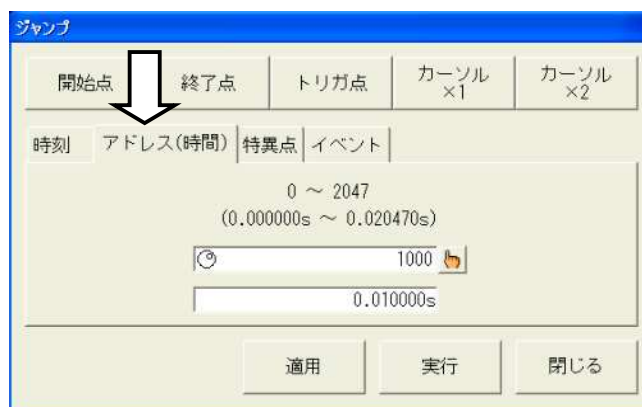 ジャンプ
開始点 終了点 トリガ点 カーソル ×1 カーソル ×2
時刻 アドレス(時間) 特異点 イベント
0 ～ 2047
(0.000000s ～ 0.020470s)
1000
0.010000s
適用 実行 閉じる